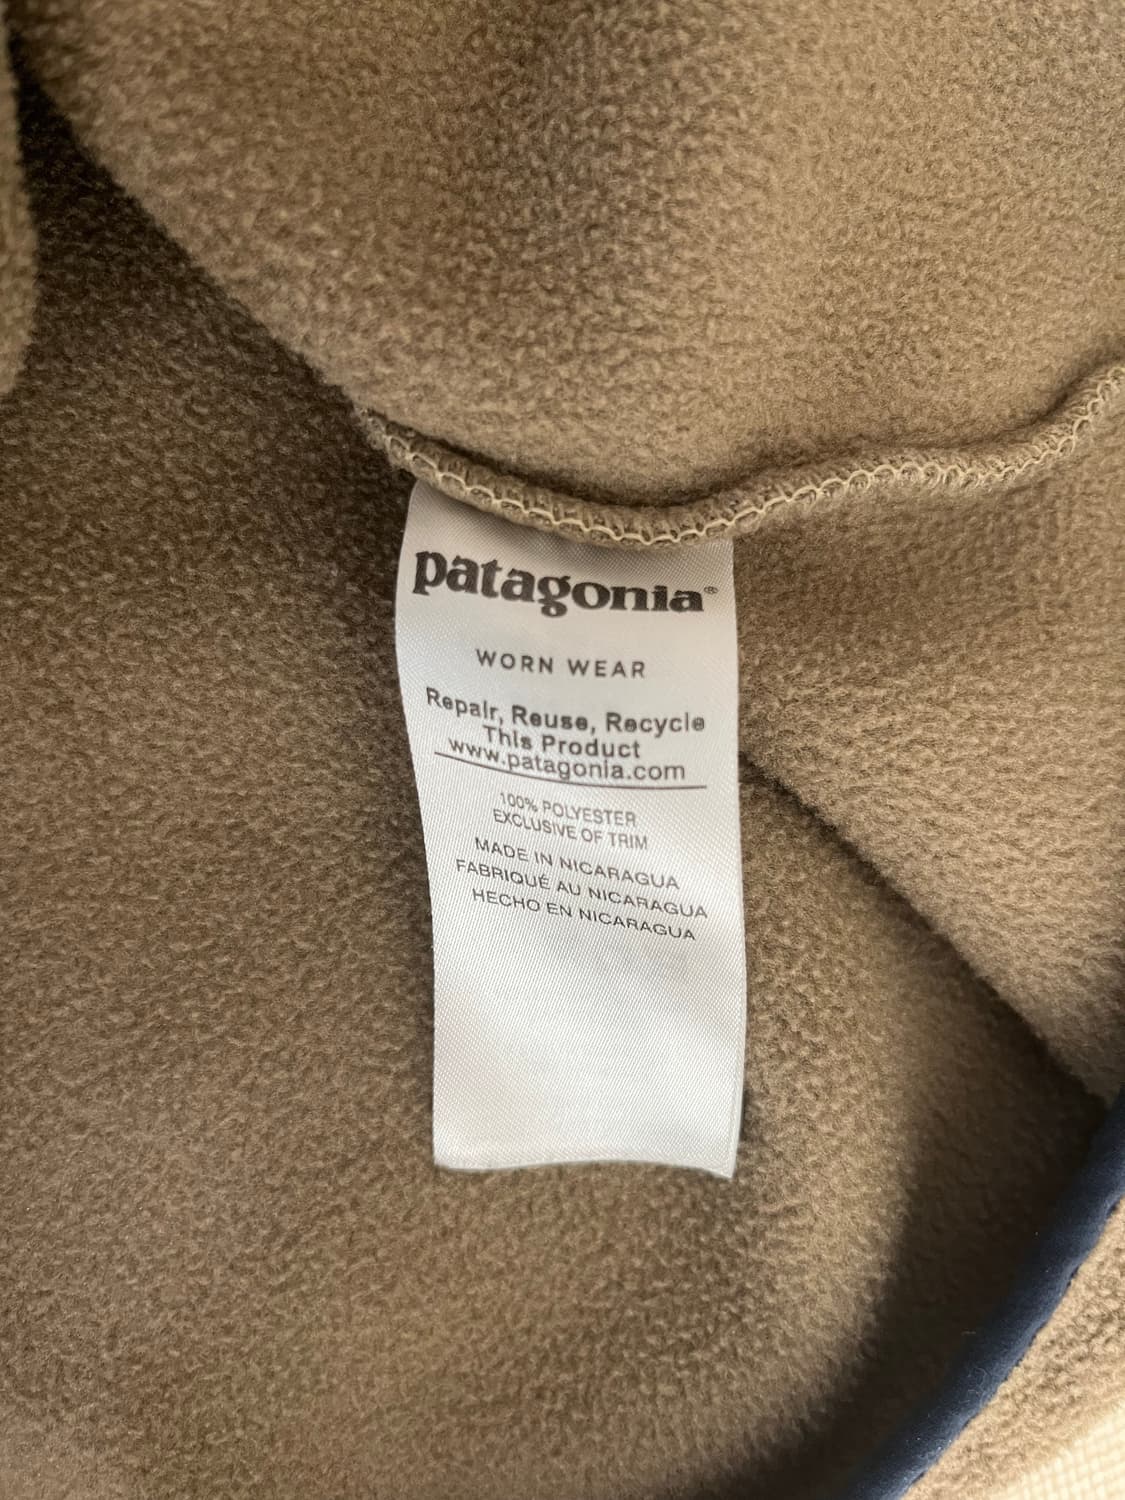 patagonia®
WORN WEAR
Repair, Reuse, Recycle
This Product
www.patagonia.com
100% POLYESTER
EXCLUSIVE OF TRIM
MADE IN NICARAGUA
FABRIQUÉ AU NICARAGUA
HECHO EN NICARAGUA